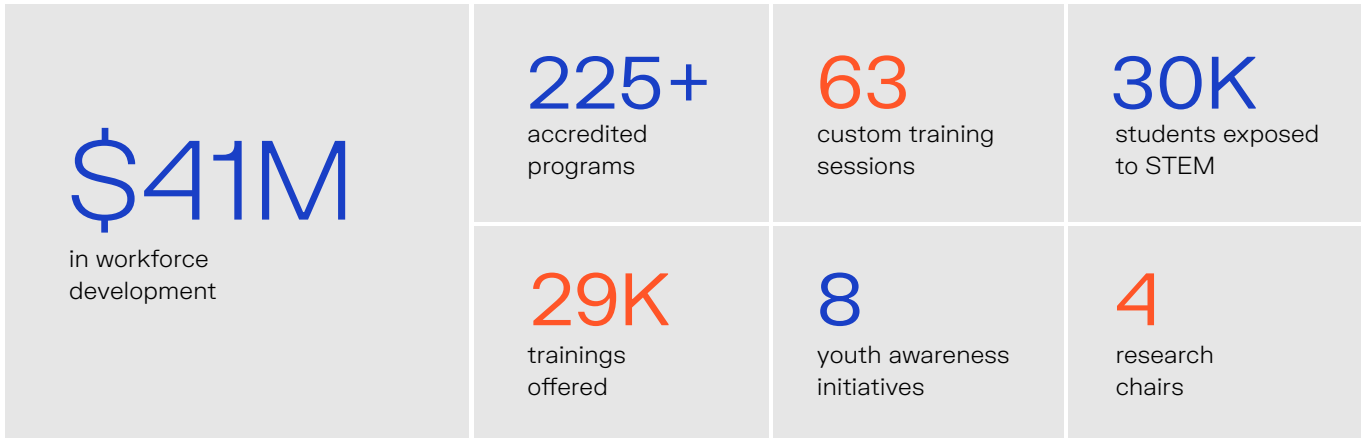 $41M
in workforce
development
225+
accredited
programs
63
custom training
sessions
30K
students exposed
to STEM
29K
trainings
offered
8
youth awareness
initiatives
4
research
chairs